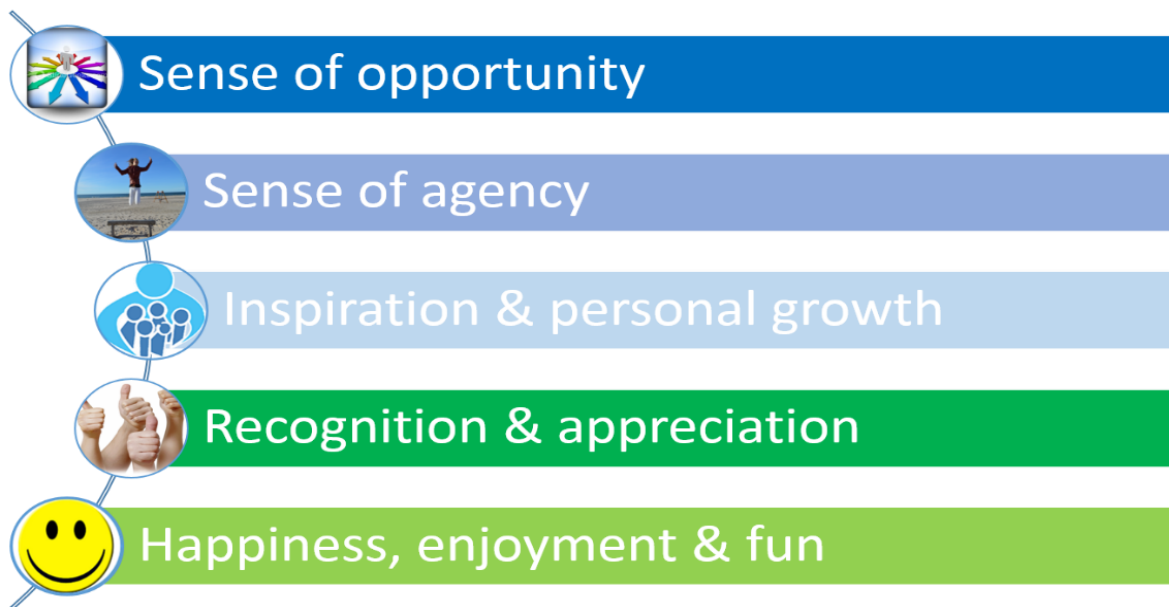 Sense of opportunity
Sense of agency
Inspiration & personal growth
Recognition & appreciation
Happiness, enjoyment & fun